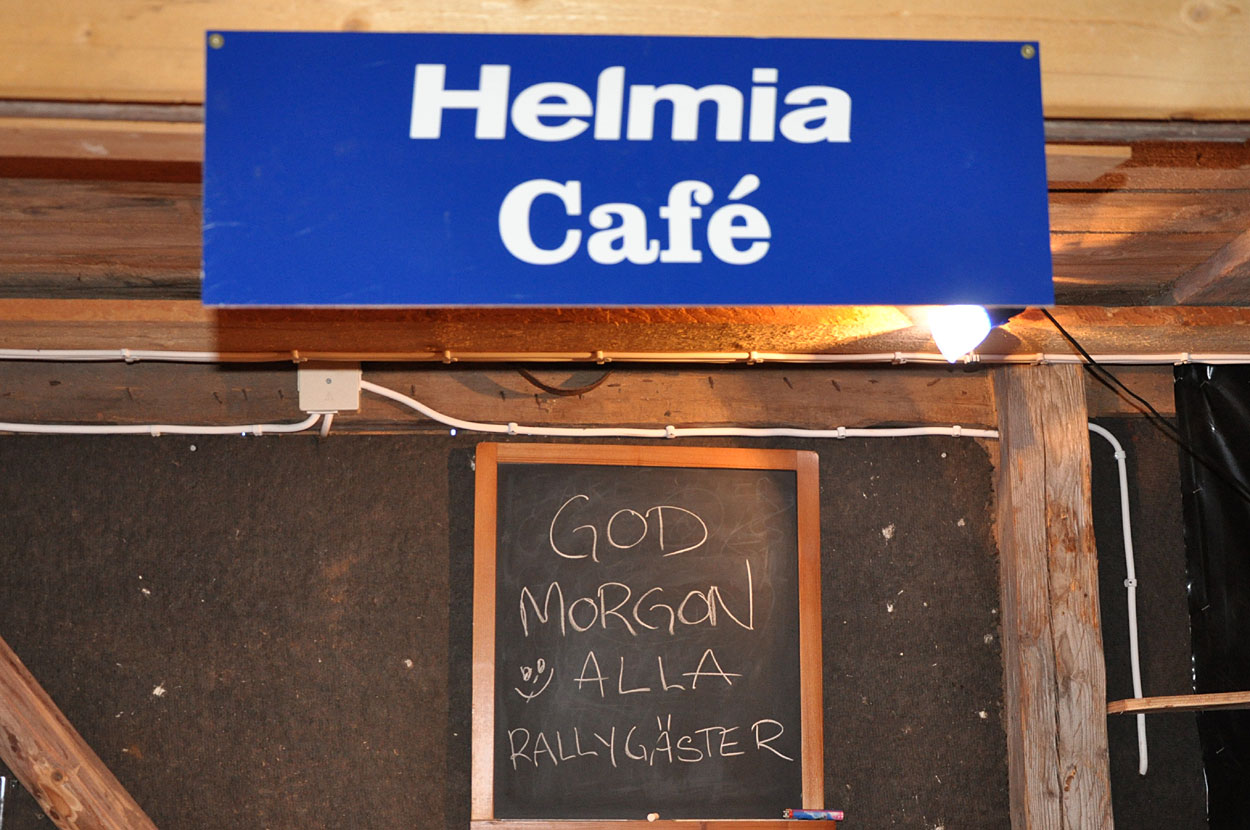 Helmia
Café
GOD
MORGON
ALLA
RALLYGÄSTER